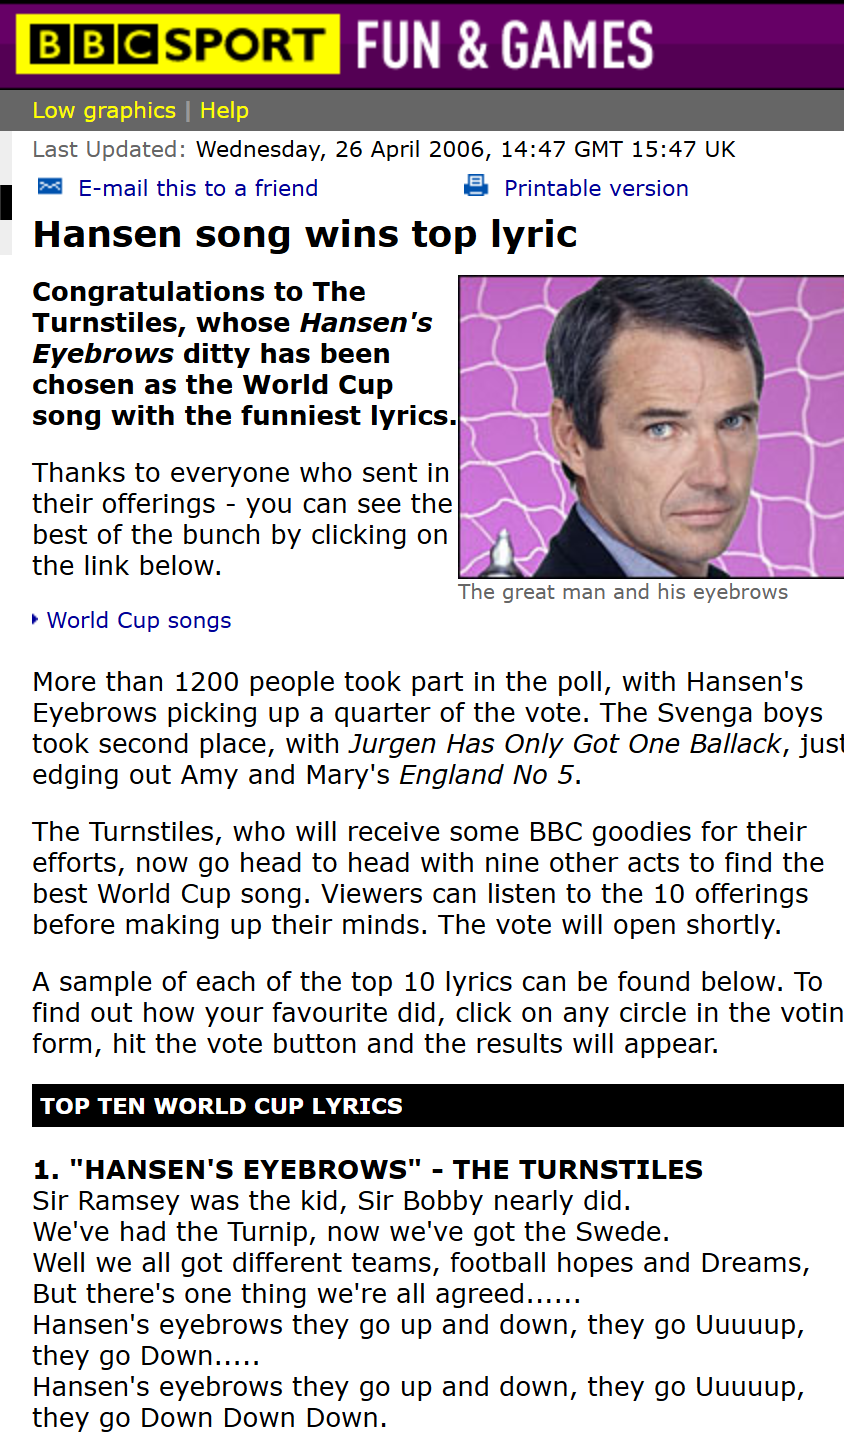 BBC SPORT FUN & GAMES
Low graphics | Help
Last Updated: Wednesday, 26 April 2006, 14:47 GMT 15:47 UK
E-mail this to a friend Printable version
Hansen song wins top lyric
Congratulations to The
Turnstiles, whose Hansen's
Eyebrows ditty has been
chosen as the World Cup
song with the funniest lyrics.
Thanks to everyone who sent in
their offerings - you can see the
best of the bunch by clicking on
the link below.
The great man and his eyebrows
World Cup songs
More than 1200 people took part in the poll, with Hansen's
Eyebrows picking up a quarter of the vote. The Svenga boys
took second place, with Jurgen Has Only Got One Ballack, just
edging out Amy and Mary's England No 5.
The Turnstiles, who will receive some BBC goodies for their
efforts, now go head to head with nine other acts to find the
best World Cup song. Viewers can listen to the 10 offerings
before making up their minds. The vote will open shortly.
A sample of each of the top 10 lyrics can be found below. To
find out how your favourite did, click on any circle in the votin
form, hit the vote button and the results will appear.
TOP TEN WORLD CUP LYRICS
1. "HANSEN'S EYEBROWS" - THE TURNSTILES
Sir Ramsey was the kid, Sir Bobby nearly did.
We've had the Turnip, now we've got the Swede.
Well we all got different teams, football hopes and Dreams,
But there's one thing we're all agreed......
Hansen's eyebrows they go up and down, they go Uuuuup,
they go Down.....
Hansen's eyebrows they go up and down, they go Uuuuup,
they go Down Down Down.